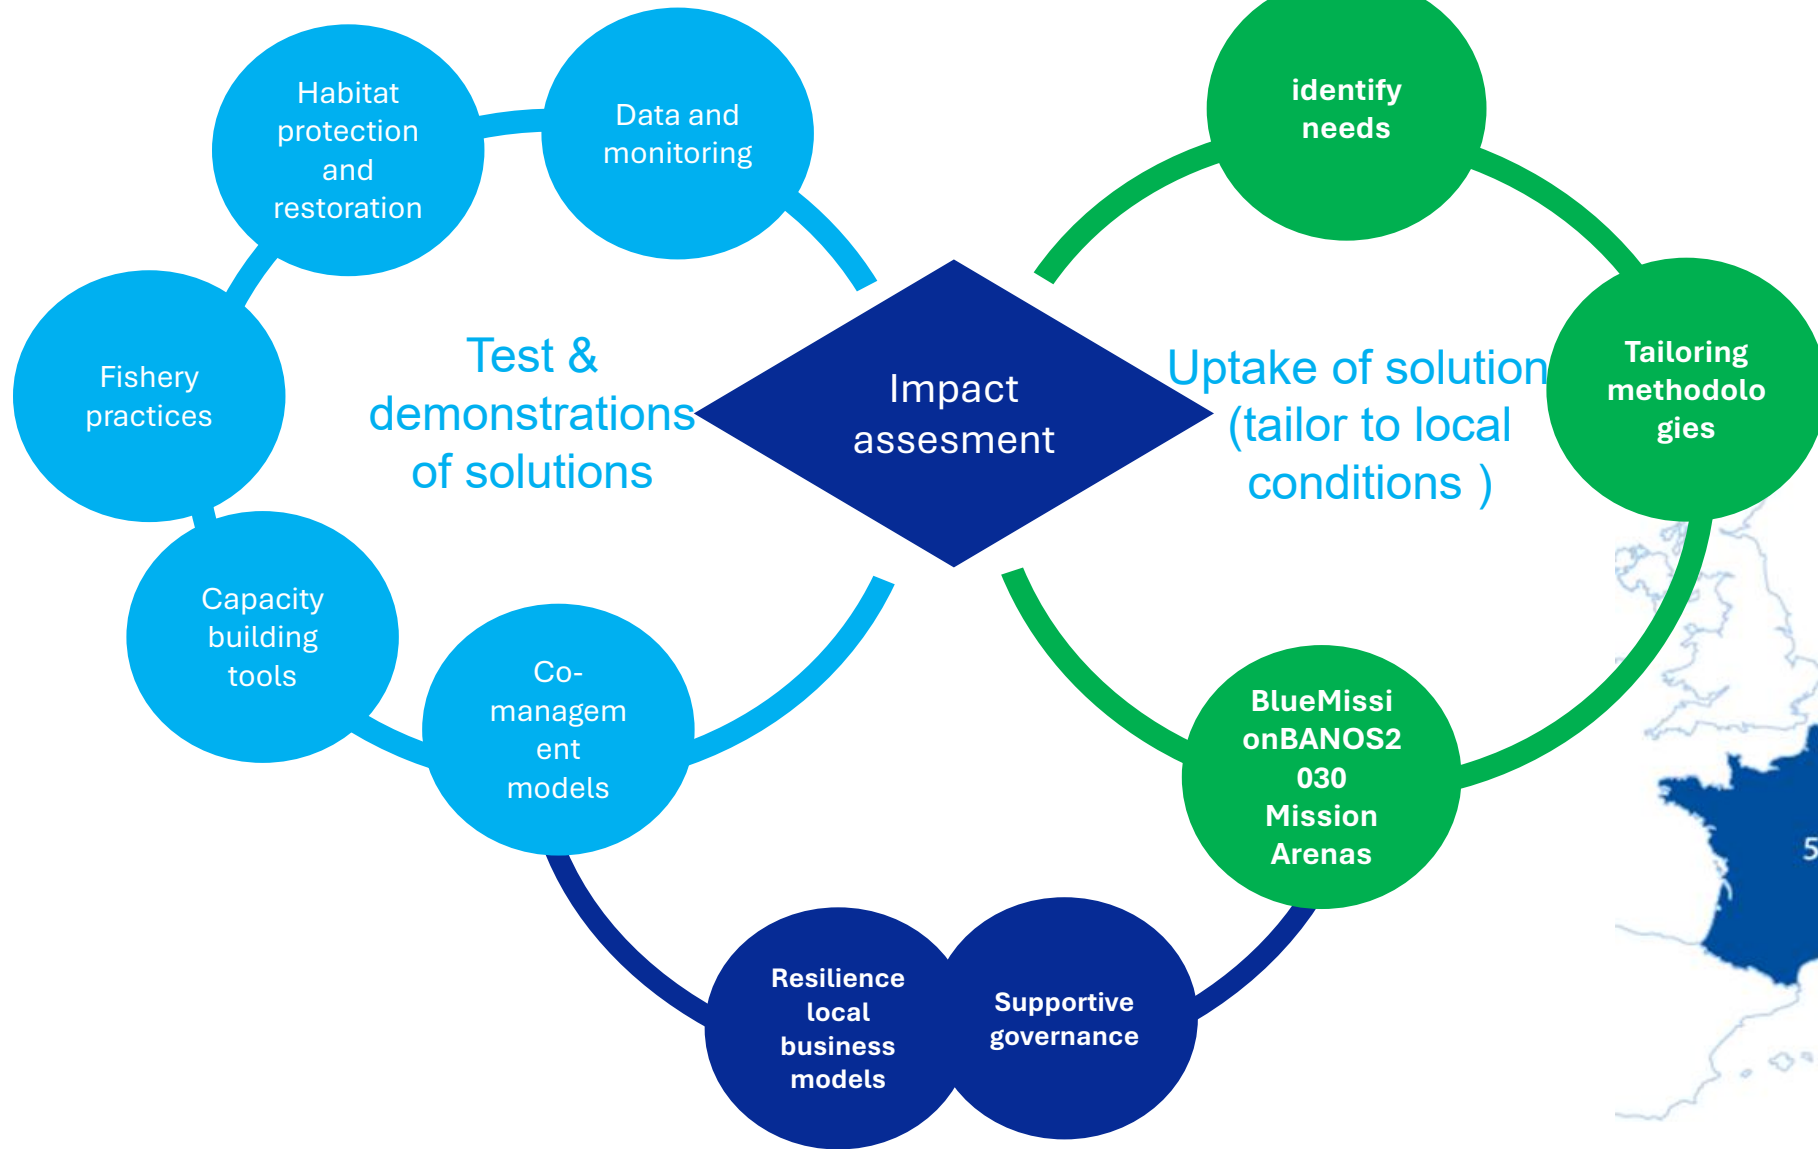 Habitat
protection
and
restoration
Data and
monitoring
Fishery
practices
Capacity
building
tools
Co-
managem
ent
models
Test &
demonstrations
of solutions
Impact
assesment
Uptake of solution
(tailor to local
conditions )
identify
needs
Tailoring
methodolo
gies
BlueMissi
onBANOS2
030
Mission
Arenas
Resilience
local
business
models
Supportive
governance
5